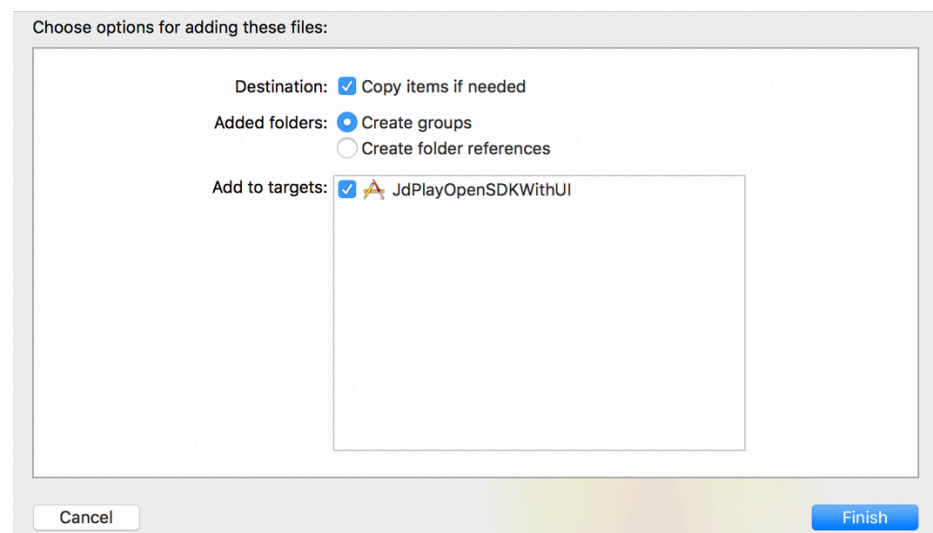 Choose options for adding these files:
Destination: Copy items if needed
Added folders: Create groups
Create folder references
Add to targets: JdPlayOpenSDKWithUI
Cancel Finish